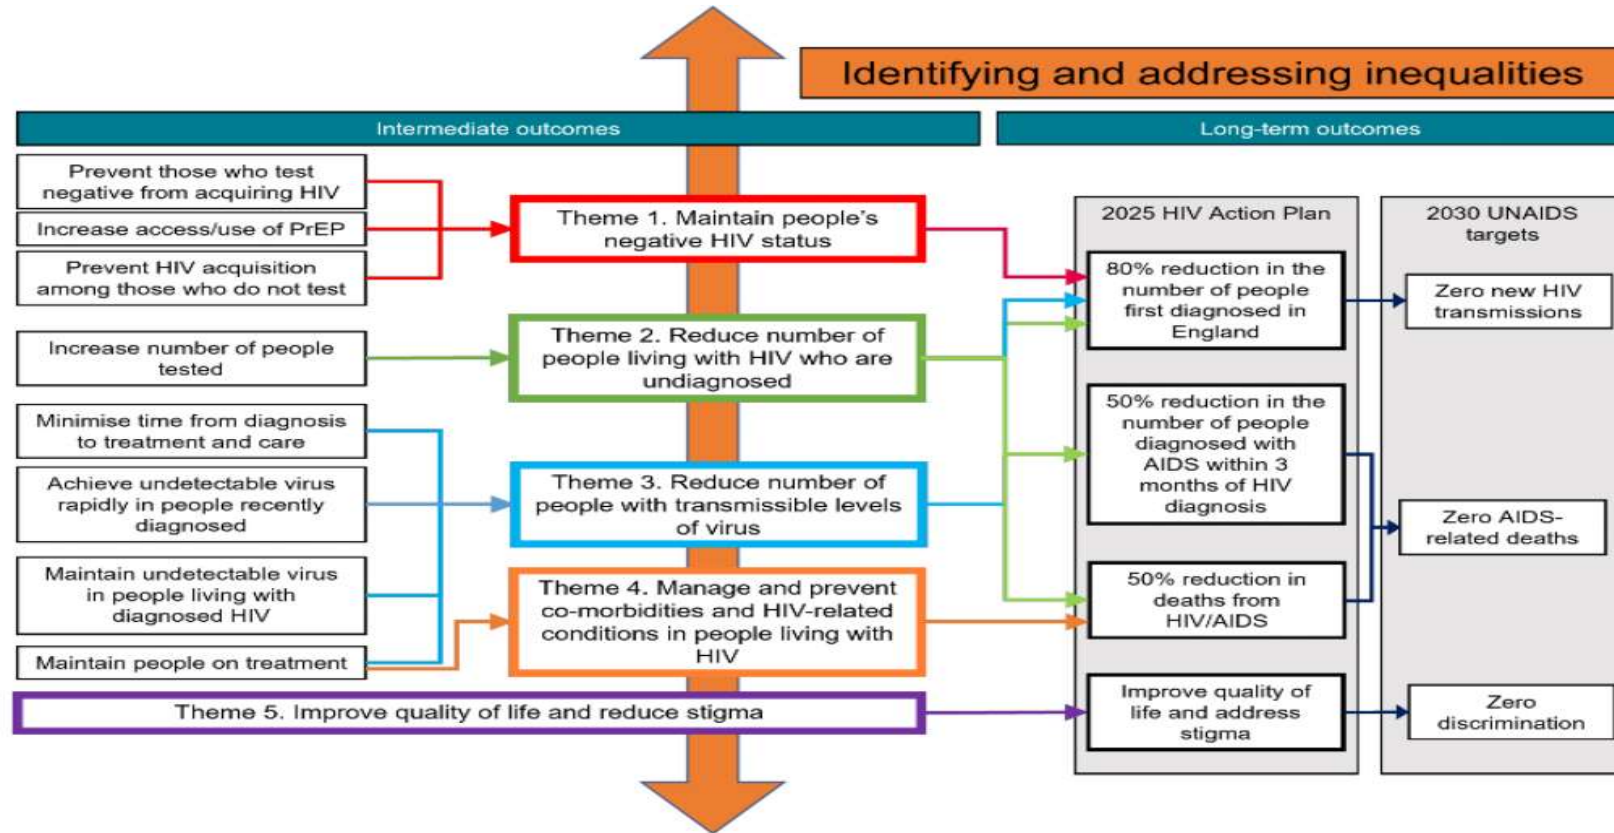 Identifying and addressing inequalities
Intermediate outcomes
Long-term outcomes
Prevent those who test
negative from acquiring HIV
Increase access/use of PrEP
Prevent HIV acquisition
among those who do not test
Increase number of people
tested
Minimise time from diagnosis
to treatment and care
Achieve undetectable virus
rapidly in people recently
diagnosed
Maintain undetectable virus
in people living with
diagnosed HIV
Maintain people on treatment
Theme 1. Maintain people's
negative HIV status
Theme 2. Reduce number of
people living with HIV who are
undiagnosed
Theme 3. Reduce number of
people with transmissible levels
of virus
Theme 4. Manage and prevent
co-morbidities and HIV-related
conditions in people living with
HIV
Theme 5. Improve quality of life and reduce stigma
2025 HIV Action Plan
80% reduction in the
number of people
first diagnosed in
England
50% reduction in the
number of people
diagnosed with
AIDS within 3
months of HIV
diagnosis
50% reduction in
deaths from
HIV/AIDS
Improve quality of
life and address
stigma
2030 UNAIDS
targets
Zero new HIV
transmissions
Zero AIDS-
related deaths
Zero
discrimination